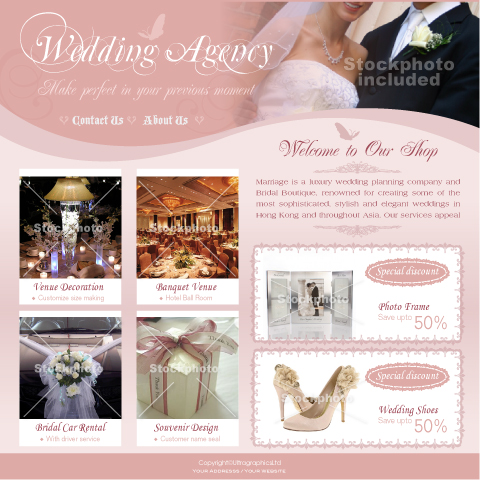 Wedding Agency
Make perfect in your previous moment
Contact Us
About Us
Stockphoto
included
Welcome to Our Shop
Marriage is a luxury wedding planning company and
Bridal Boutique, renowned for creating some of the
most sophisticated, stylish and elegant weddings in
Hong Kong and throughout Asia. Our services appeal
Stockphoto
Venue Decoration
Customize size making
Stockphoto
Banquet Venue
Hotel Ball Room
Stockphoto
Bridal Car Rental
With driver service
Stockphoto
Souvenir Design
Customer name seal
Stockphoto
Special discount
Photo Frame
Save upto 50%
Stockphoto
Special discount
Wedding Shoes
Save upto 50%
Copyright©Ultragraphics.Ltd
YOUR ADDRESSS / YOUR WEBSITE